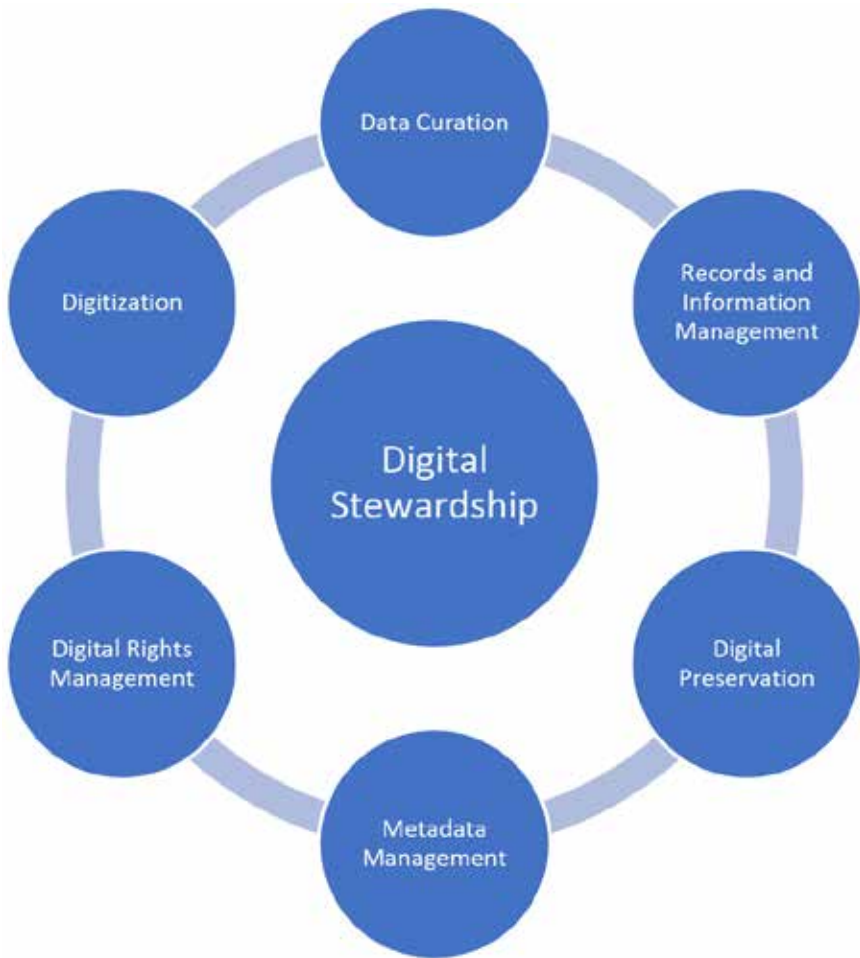 Data Curation
Records and
Information
Management
Digitization
Digital
Stewardship
Digital Rights
Management
Digital
Preservation
Metadata
Management